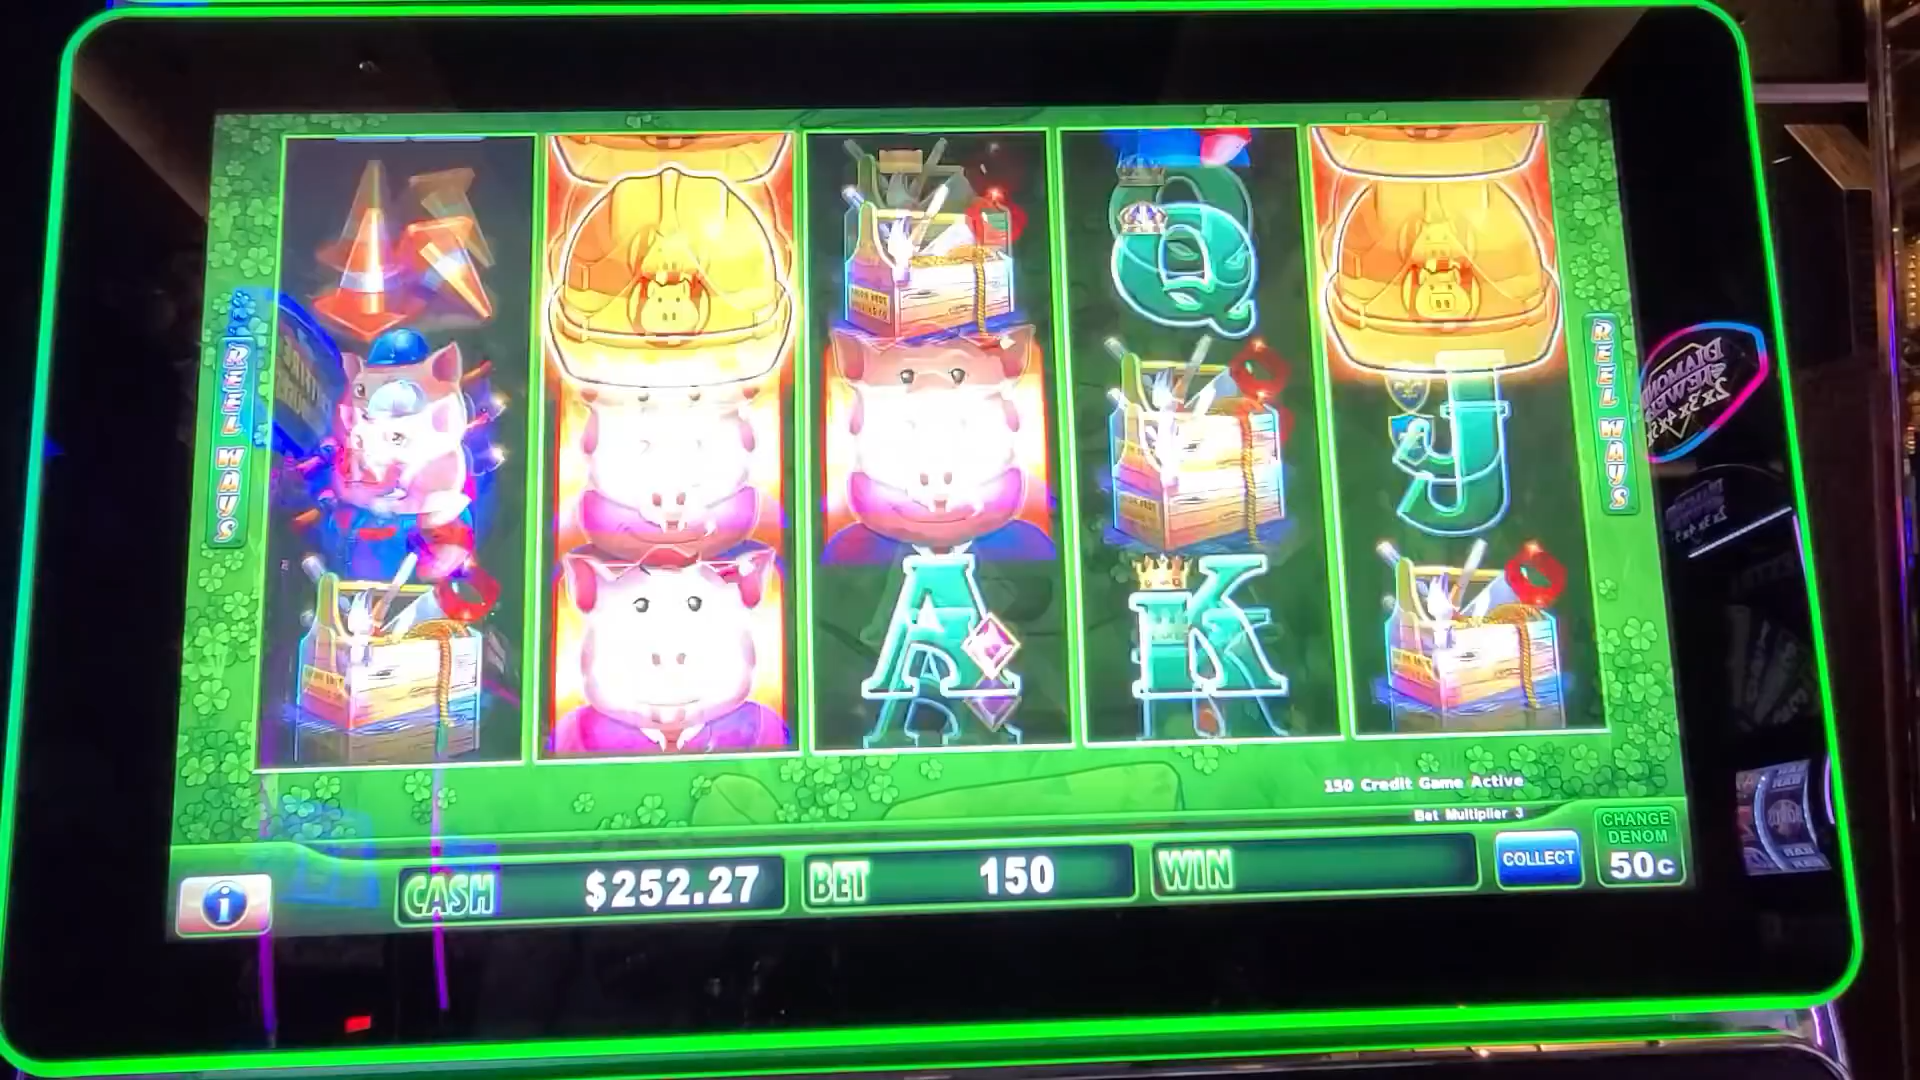 Q
REEL WAYS
REEL WAYS
J
A
K
150 Credit Game Active
Bet Multiplier 3
CHANGE
DENOM
50¢
COLLECT
i
CASH $252.27
BET 150
WIN